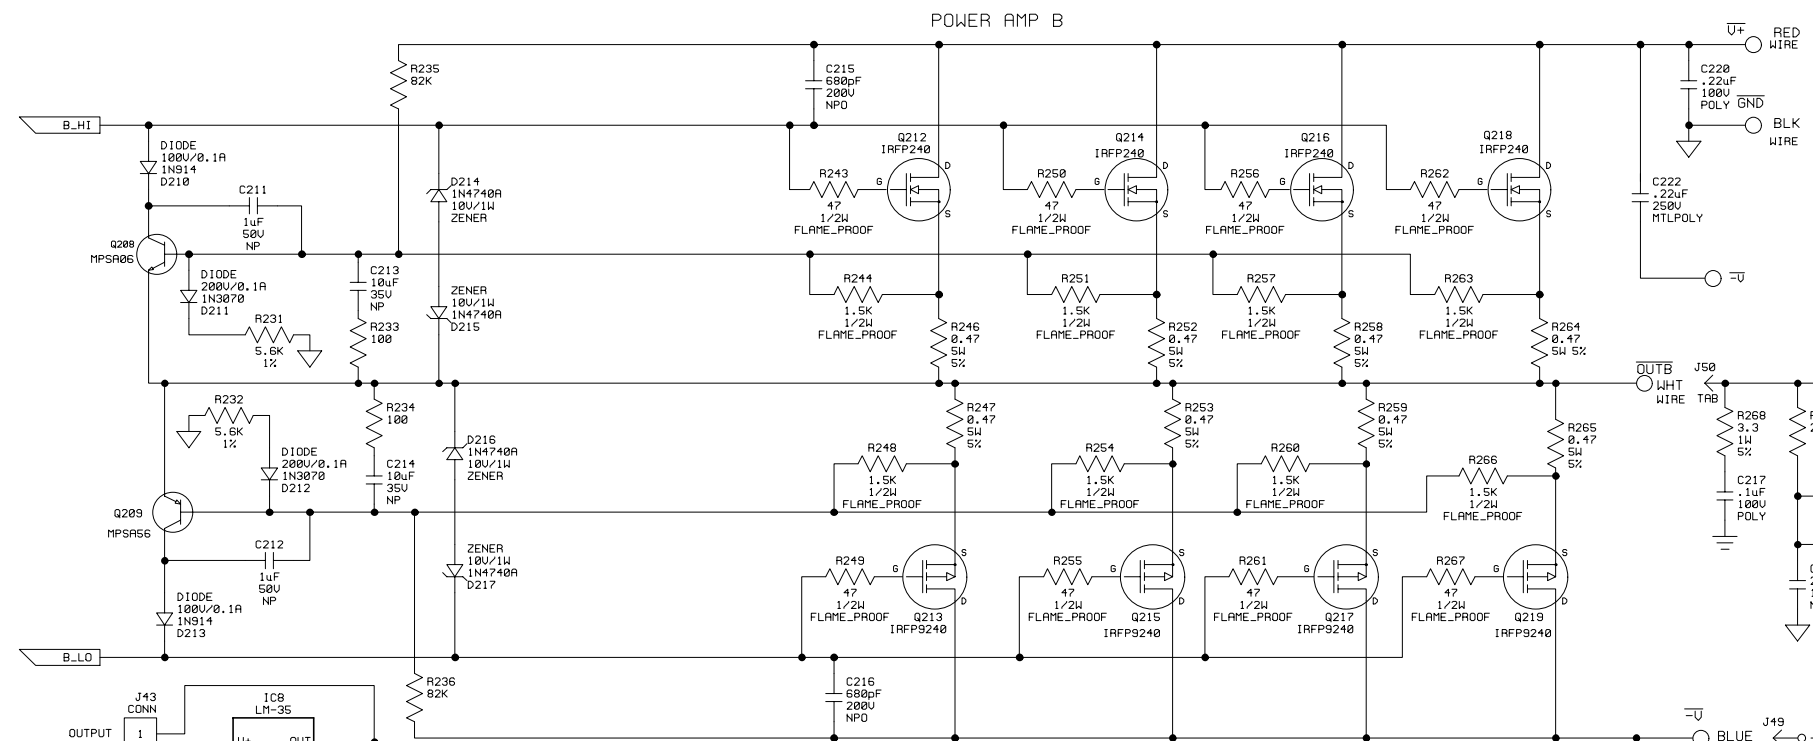 POWER AMP B
V+
RED
WIRE
R235
82K
C215
680pF
200V
NPO
C220
.22uF
100V
POLY
GND
BLK
WIRE
B_HI
DIODE
100V/0.1A
1N914
D210
C211
1uF
50V
NP
D214
1N4740A
10V/1W
ZENER
Q212
IRFP240
D
G
S
R243
47
1/2W
FLAME_PROOF
Q214
IRFP240
D
G
S
R250
47
1/2W
FLAME_PROOF
Q216
IRFP240
D
G
S
R256
47
1/2W
FLAME_PROOF
Q218
IRFP240
D
G
S
R262
47
1/2W
FLAME_PROOF
C222
.22uF
250V
MTLPOLY
-V
Q208
MPSA06
DIODE
200V/0.1A
1N3070
D211
R231
5.6K
1%
C213
10uF
35V
NP
R233
100
ZENER
10V/1W
1N4740A
D215
R244
1.5K
1/2W
FLAME_PROOF
R246
0.47
5W
5%
R251
1.5K
1/2W
FLAME_PROOF
R252
0.47
5W
5%
R257
1.5K
1/2W
FLAME_PROOF
R258
0.47
5W
5%
R263
1.5K
1/2W
FLAME_PROOF
R264
0.47
5W 5%
OUTB
WHT
WIRE
J50
TAB
R232
5.6K
1%
R234
100
DIODE
200V/0.1A
1N3070
D212
C214
10uF
35V
NP
D216
1N4740A
10V/1W
ZENER
R247
0.47
5W
5%
R248
1.5K
1/2W
FLAME_PROOF
R253
0.47
5W
5%
R254
1.5K
1/2W
FLAME_PROOF
R259
0.47
5W
5%
R260
1.5K
1/2W
FLAME_PROOF
R265
0.47
5W
5%
R266
1.5K
1/2W
FLAME_PROOF
R268
3.3
1W
5%
C217
.1uF
100V
POLY
Q209
MPSA56
C212
1uF
50V
NP
DIODE
100V/0.1A
1N914
D213
ZENER
10V/1W
1N4740A
D217
R249
47
1/2W
FLAME_PROOF
G
S
D
Q213
IRFP9240
R255
47
1/2W
FLAME_PROOF
G
S
D
Q215
IRFP9240
R261
47
1/2W
FLAME_PROOF
G
S
D
Q217
IRFP9240
R267
47
1/2W
FLAME_PROOF
G
S
D
Q219
IRFP9240
B_LO
R236
82K
C216
680pF
200V
NPO
J43
CONN
OUTPUT
1
IC8
LM-35
V+
OUT
-V
BLUE
J49